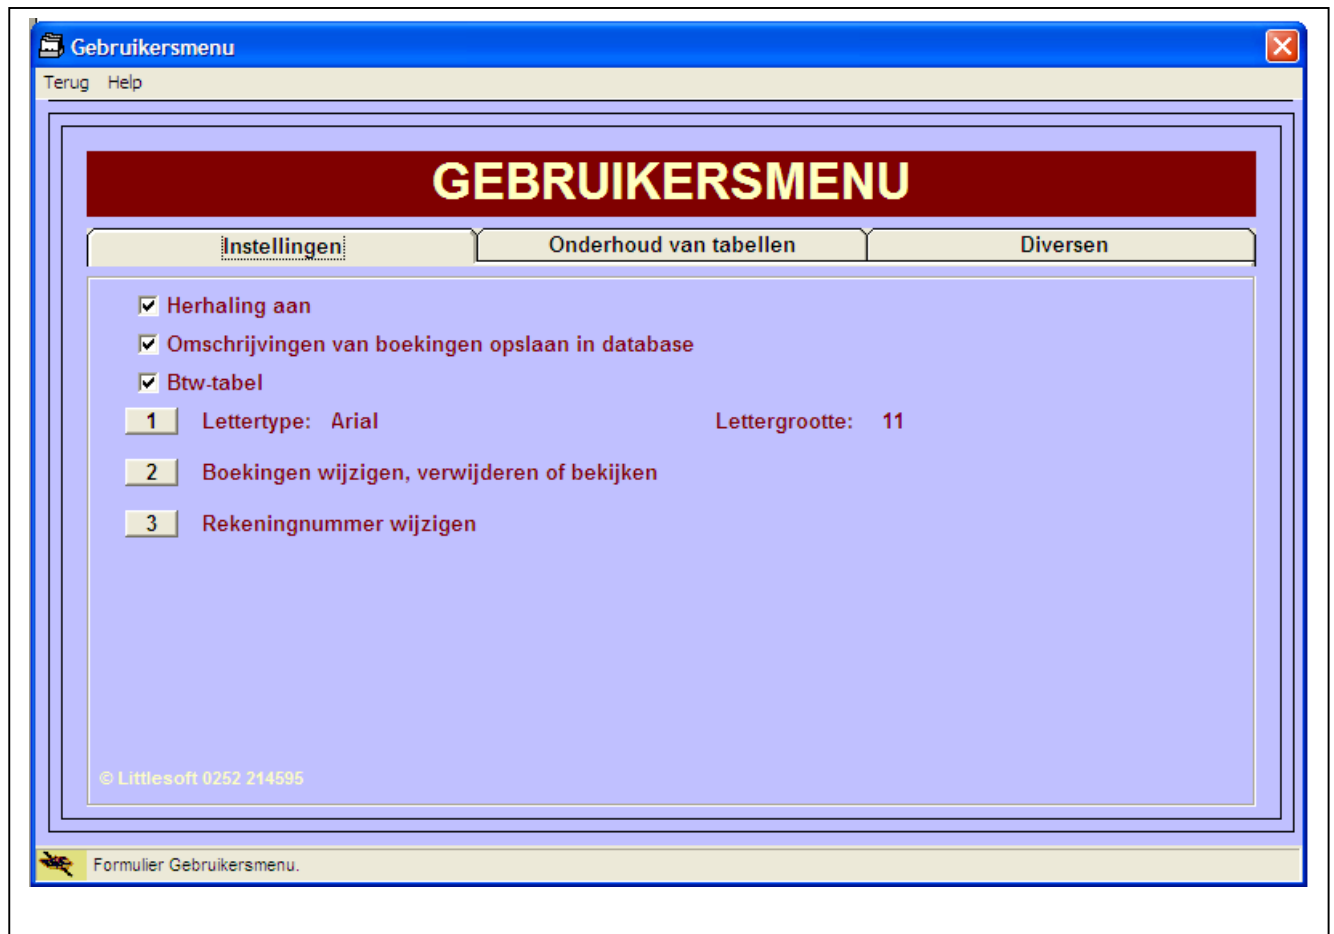 Gebruikersmenu
Terug Help
GEBRUIKERSMENU
Instellingen Onderhoud van tabellen Diversen
Herhaling aan
Omschrijvingen van boekingen opslaan in database
Btw-tabel
1 Lettertype: Arial Lettergrootte: 11
2 Boekingen wijzigen, verwijderen of bekijken
3 Rekeningnummer wijzigen
© Littlesoft 0252 214595
Formulier Gebruikersmenu.